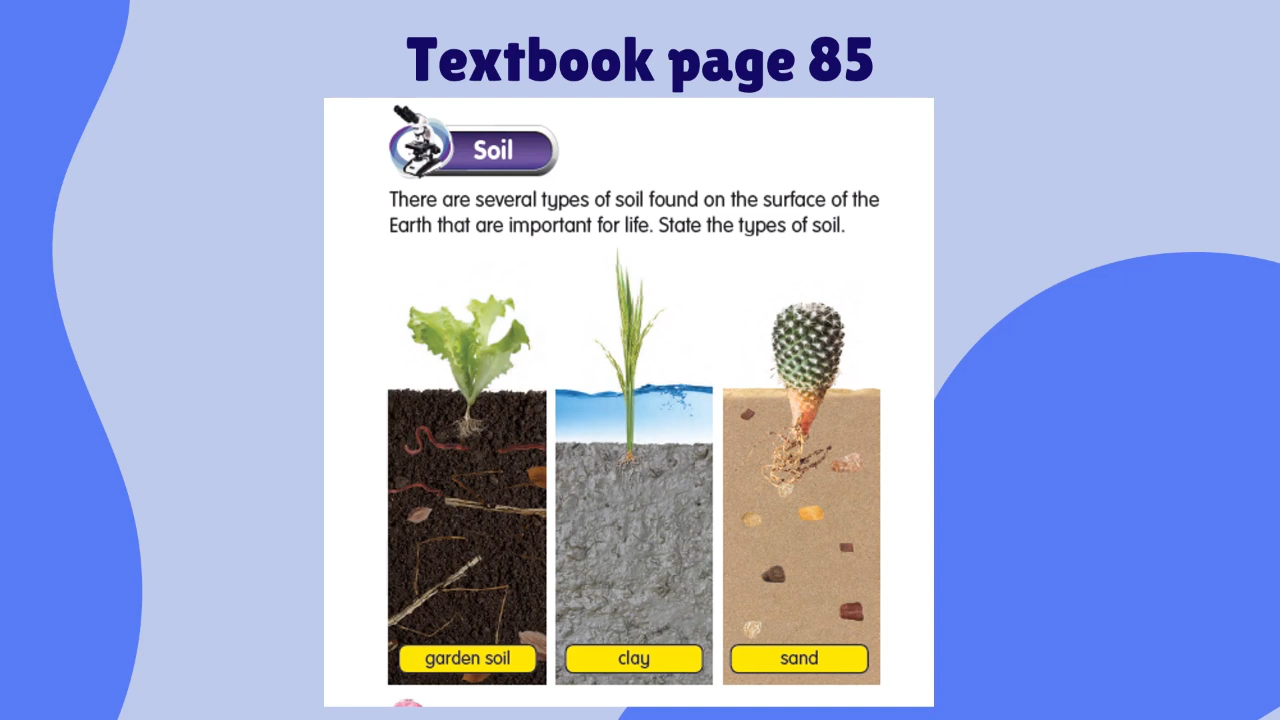 Textbook page 85
Soil
There are several types of soil found on the surface of the
Earth that are important for life. State the types of soil.
garden soil
clay
sand